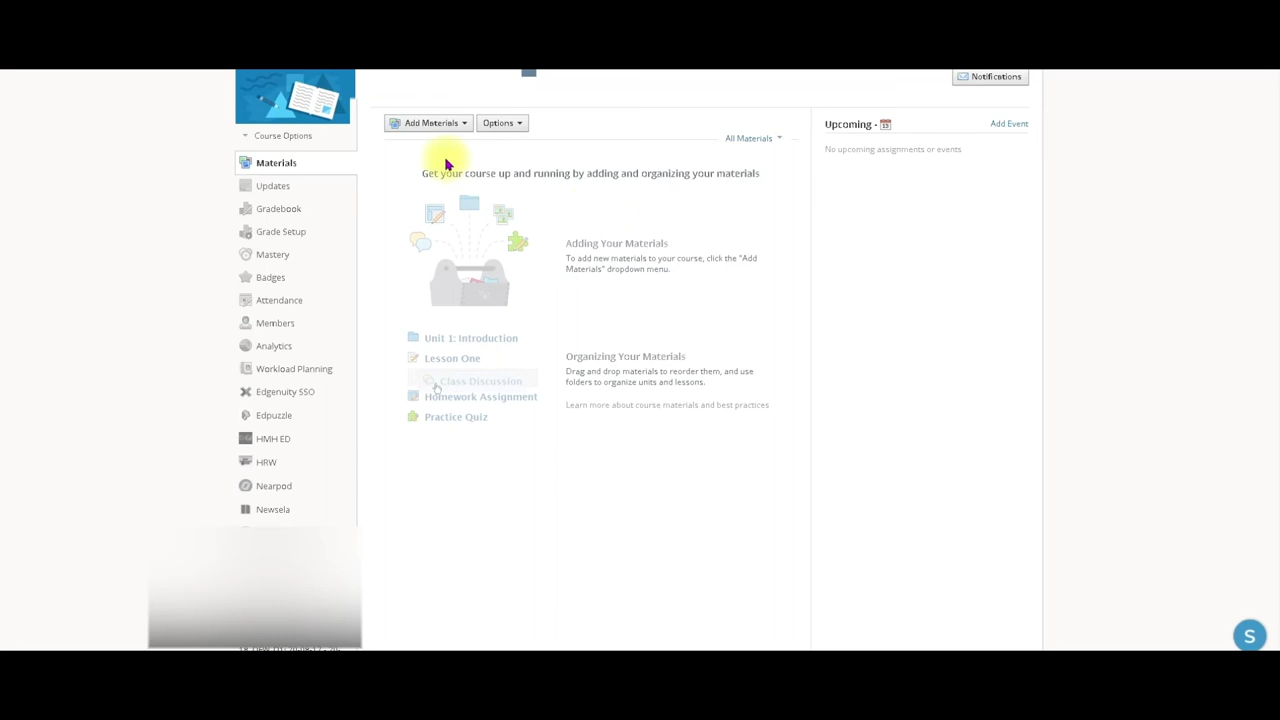 Notifications
Course Options
Materials
Updates
Gradebook
Grade Setup
Mastery
Badges
Attendance
Members
Analytics
Workload Planning
Edgenuity SSO
Edpuzzle
HMH ED
HRW
Nearpod
Newsela
Add Materials
Options
All Materials
Get your course up and running by adding and organizing your materials
Adding Your Materials
To add new materials to your course, click the "Add
Materials" dropdown menu.
Unit 1: Introduction
Lesson One
Class Discussion
Homework Assignment
Practice Quiz
Organizing Your Materials
Drag and drop materials to reorder them, and use
folders to organize units and lessons.
Learn more about course materials and best practices
Upcoming -
Add Event
No upcoming assignments or events
S